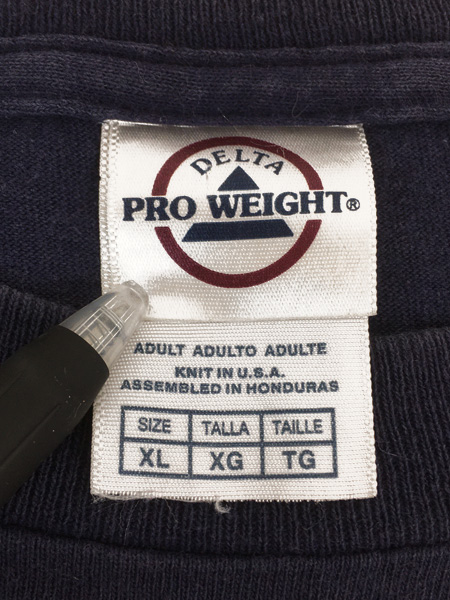 DELTA
PRO WEIGHT®
ADULT ADULTO ADULTE
KNIT IN U.S.A.
ASSEMBLED IN HONDURAS
SIZE TALLA TAILLE
XL XG TG